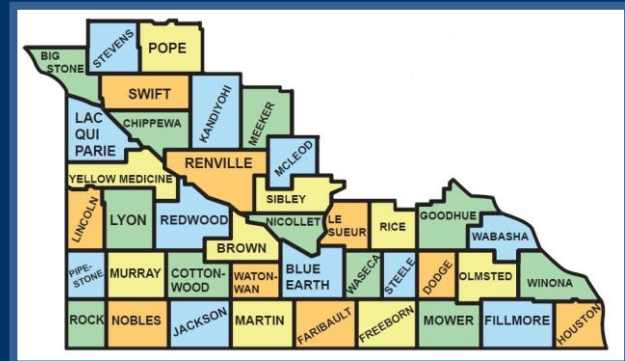 BIG
STONE
STEVENS
POPE
SWIFT
LAC
QUI
PARIE
CHIPPEWA
KANDIYOHI
MEEKER
MCLEOD
RENVILLE
YELLOW MEDICINE
SIBLEY
LINCOLN
LYON
REDWOOD
NICOLLET
BROWN
LE
SUEUR
RICE
GOODHUE
WABASHA
PIPE-
STONE
MURRAY
COTTON-
WOOD
WATON-
WAN
BLUE
EARTH
WASECA
STEELE
DODGE
OLMSTED
WINONA
ROCK
NOBLES
JACKSON
MARTIN
FARIBAULT
FREEBORN
MOWER
FILLMORE
HOUSTON